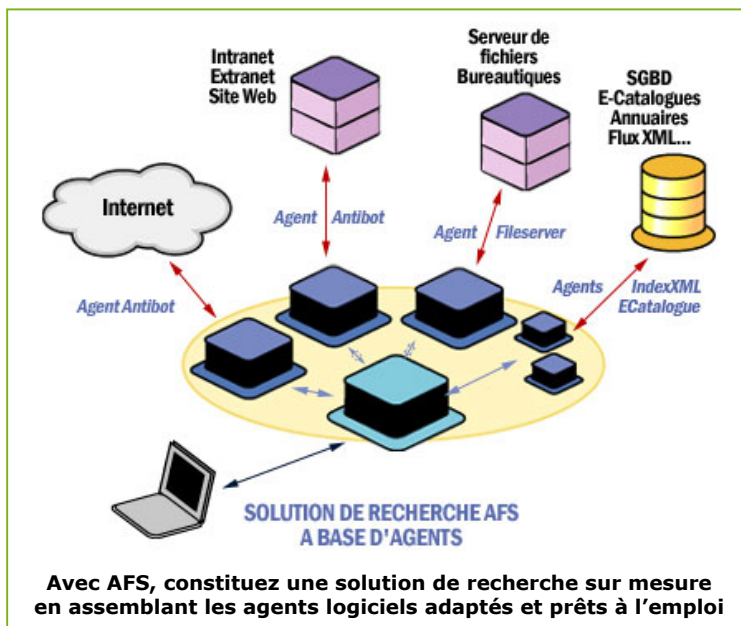 Intranet
Extranet
Site Web
Serveur de
fichiers
Bureautiques
SGBD
E-Catalogues
Annuaires
Flux XML...
Internet
Agent Antibot
Agent Fileserver
Agent Antibot
Agents IndexXML
ECatalogue
SOLUTION DE RECHERCHE AFS
A BASE D'AGENTS
Avec AFS, constituez une solution de recherche sur mesure
en assemblant les agents logiciels adaptés et prêts à l’emploi